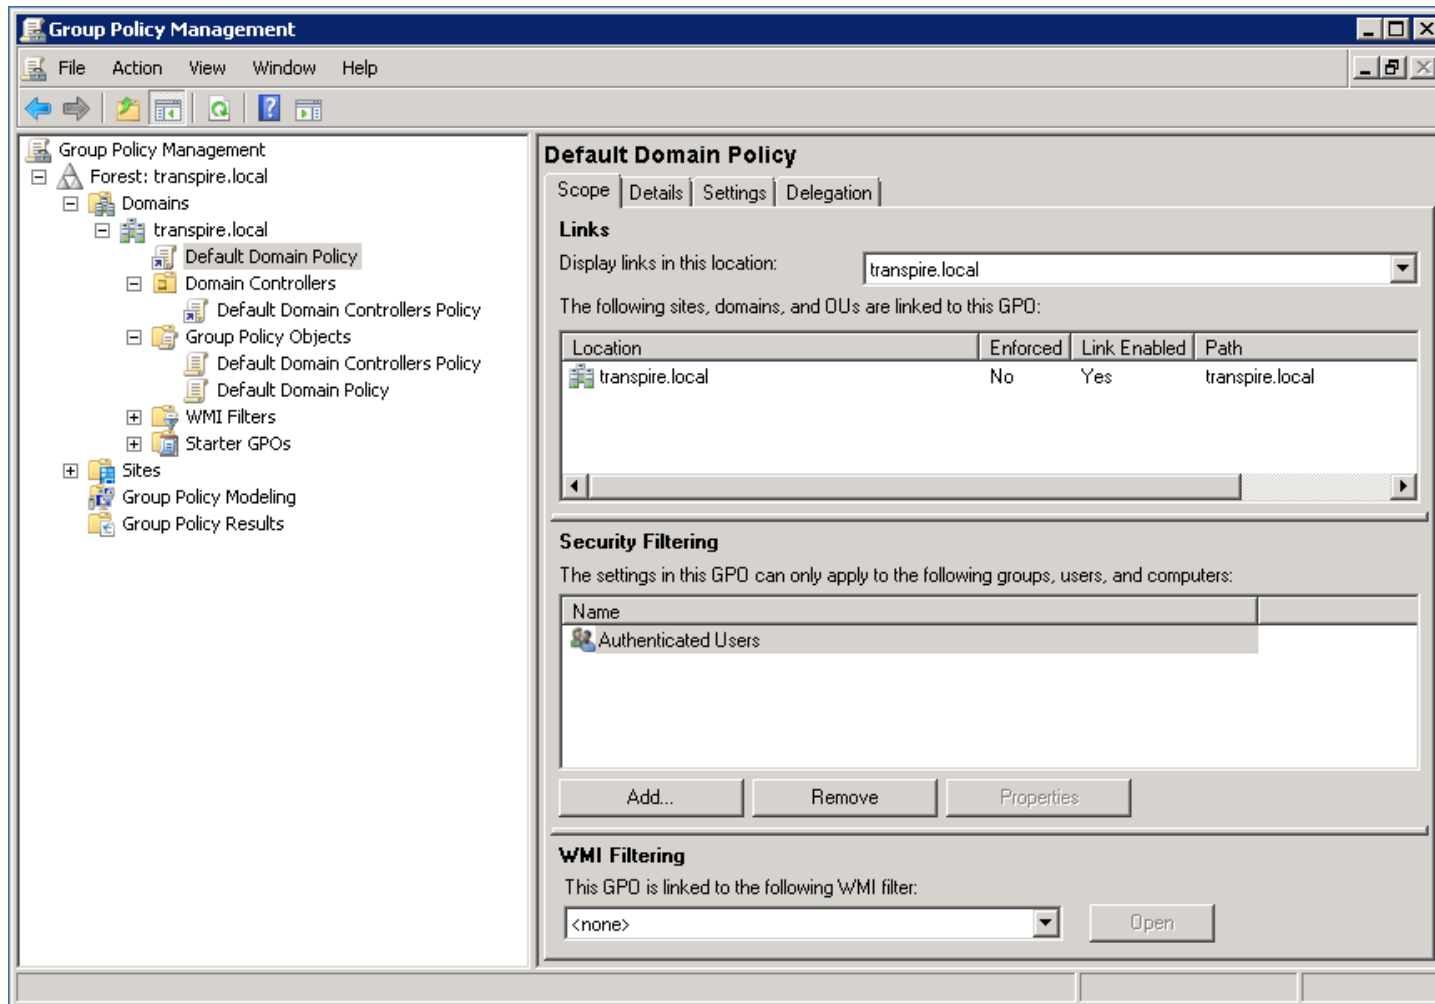 Group Policy Management
File Action View Window Help
Group Policy Management
Forest: transpire.local
Domains
transpire.local
Default Domain Policy
Domain Controllers
Default Domain Controllers Policy
Group Policy Objects
Default Domain Controllers Policy
Default Domain Policy
WMI Filters
Starter GPOs
Sites
Group Policy Modeling
Group Policy Results
Default Domain Policy
Scope Details Settings Delegation
Links
Display links in this location: transpire.local
The following sites, domains, and OUs are linked to this GPO:
Location Enforced Link Enabled Path
transpire.local No Yes transpire.local
Security Filtering
The settings in this GPO can only apply to the following groups, users, and computers:
Name
Authenticated Users
Add... Remove Properties
WMI Filtering
This GPO is linked to the following WMI filter:
<none> Open